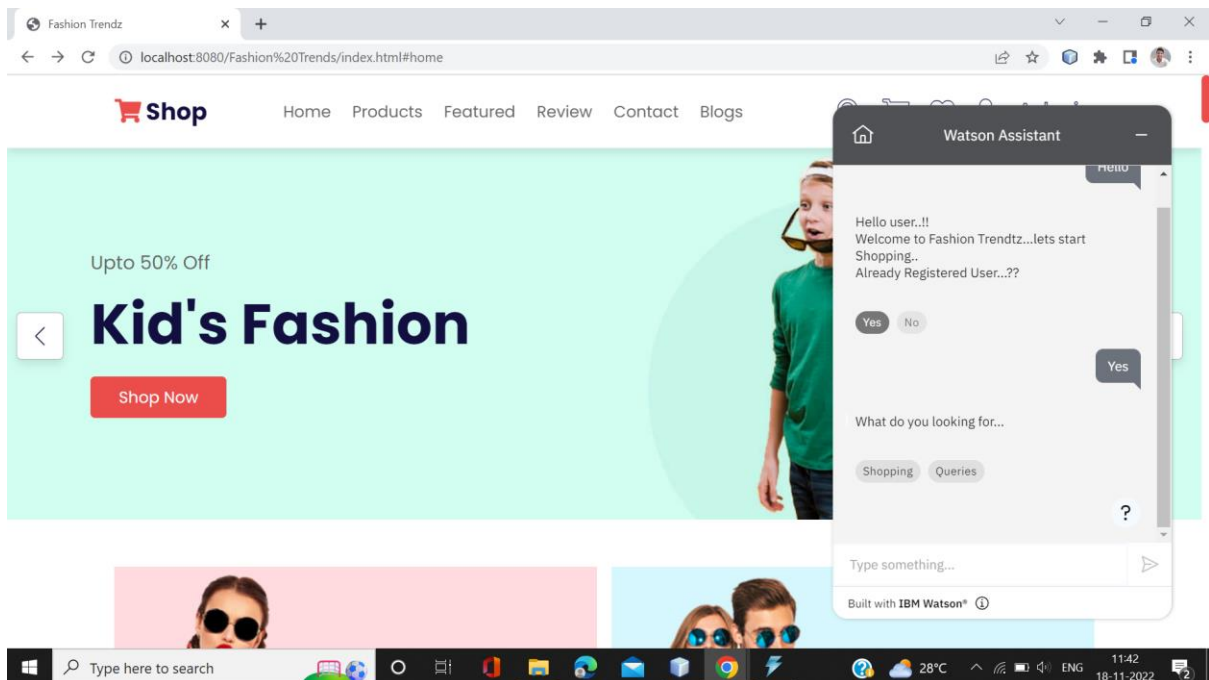 Fashion Trendz
localhost:8080/Fashion%20Trends/index.html#home
Shop
Home Products Featured Review Contact Blogs
Upto 50% Off
Kid's Fashion
Shop Now
Watson Assistant
Hello
Hello user..!!
Welcome to Fashion Trendtz...lets start
Shopping..
Already Registered User...??
Yes No
Yes
What do you looking for...
Shopping Queries
?
Type something...
Built with IBM Watson®
Type here to search
28°C
ENG
11:42
18-11-2022
2